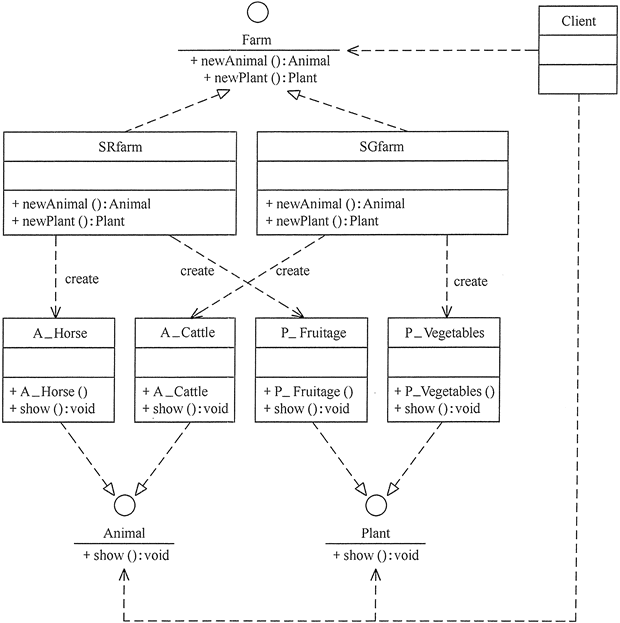 Farm
+ newAnimal ():Animal
+ newPlant ():Plant
Client
SRfarm
+ newAnimal ():Animal
+ newPlant ():Plant
SGfarm
+ newAnimal ():Animal
+ newPlant ():Plant
create
create
create
create
A_Horse
+ A_Horse ()
+ show ():void
A_Cattle
+ A_Cattle
+ show ():void
P_ Fruitage
+ P_ Fruitage ()
+ show ():void
P_ Vegetables
+ P_Vegetables ()
+ show ():void
Animal
+ show ():void
Plant
+ show ():void